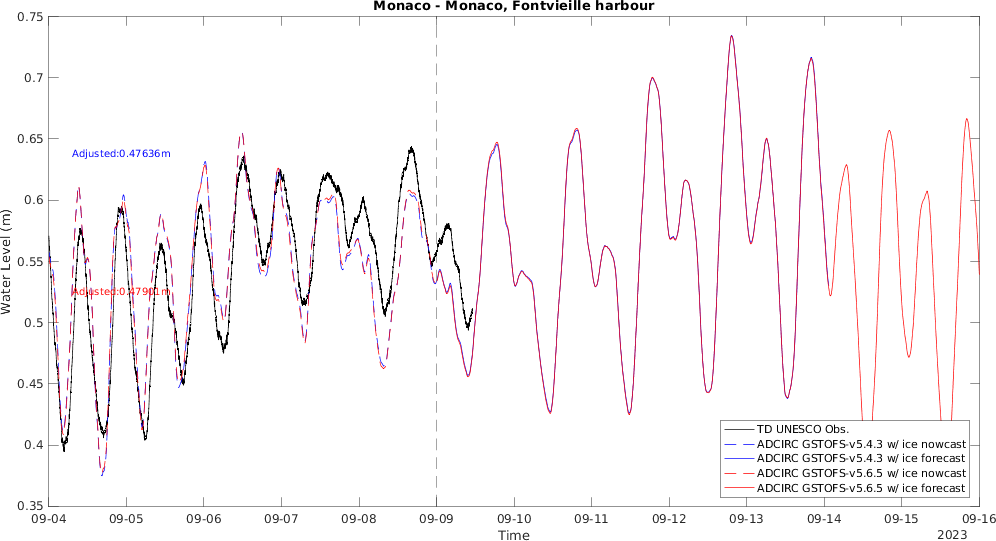 Monaco - Monaco, Fontvieille harbour
0.75
0.7
0.65
0.6
0.55
0.5
0.45
0.4
0.35
Water Level (m)
Adjusted:0.47636m
Adjusted:0.47901m
TD UNESCO Obs.
ADCIRC GSTOFS-v5.4.3 w/ ice nowcast
ADCIRC GSTOFS-v5.4.3 w/ ice forecast
ADCIRC GSTOFS-v5.6.5 w/ ice nowcast
ADCIRC GSTOFS-v5.6.5 w/ ice forecast
09-04 09-05 09-06 09-07 09-08 09-09 09-10 09-11 09-12 09-13 09-14 09-15 09-16
Time
2023